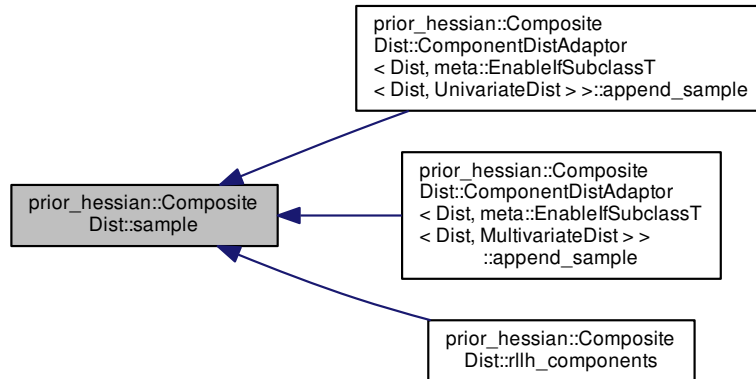 prior_hessian::Composite
Dist::ComponentDistAdaptor
< Dist, meta::EnableIfSubclassT
< Dist, UnivariateDist > >::append_sample
prior_hessian::Composite
Dist::sample
prior_hessian::Composite
Dist::ComponentDistAdaptor
< Dist, meta::EnableIfSubclassT
< Dist, MultivariateDist > >
::append_sample
prior_hessian::Composite
Dist::rllh_components